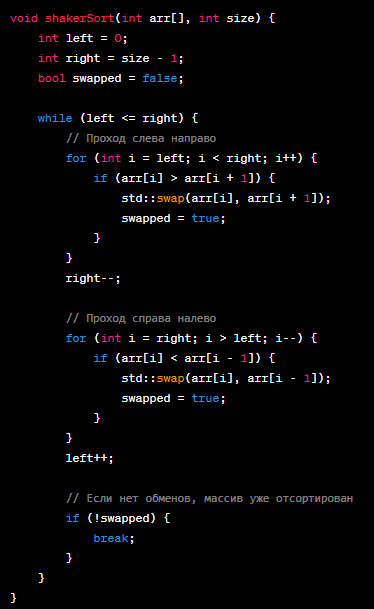 void shakerSort(int arr[], int size) {
    int left = 0;
    int right = size - 1;
    bool swapped = false;

    while (left <= right) {
        // Проход слева направо
        for (int i = left; i < right; i++) {
            if (arr[i] > arr[i + 1]) {
                std::swap(arr[i], arr[i + 1]);
                swapped = true;
            }
        }
        right--;

        // Проход справа налево
        for (int i = right; i > left; i--) {
            if (arr[i] < arr[i - 1]) {
                std::swap(arr[i], arr[i - 1]);
                swapped = true;
            }
        }
        left++;

        // Если нет обменов, массив уже отсортирован
        if (!swapped) {
            break;
        }
    }
}